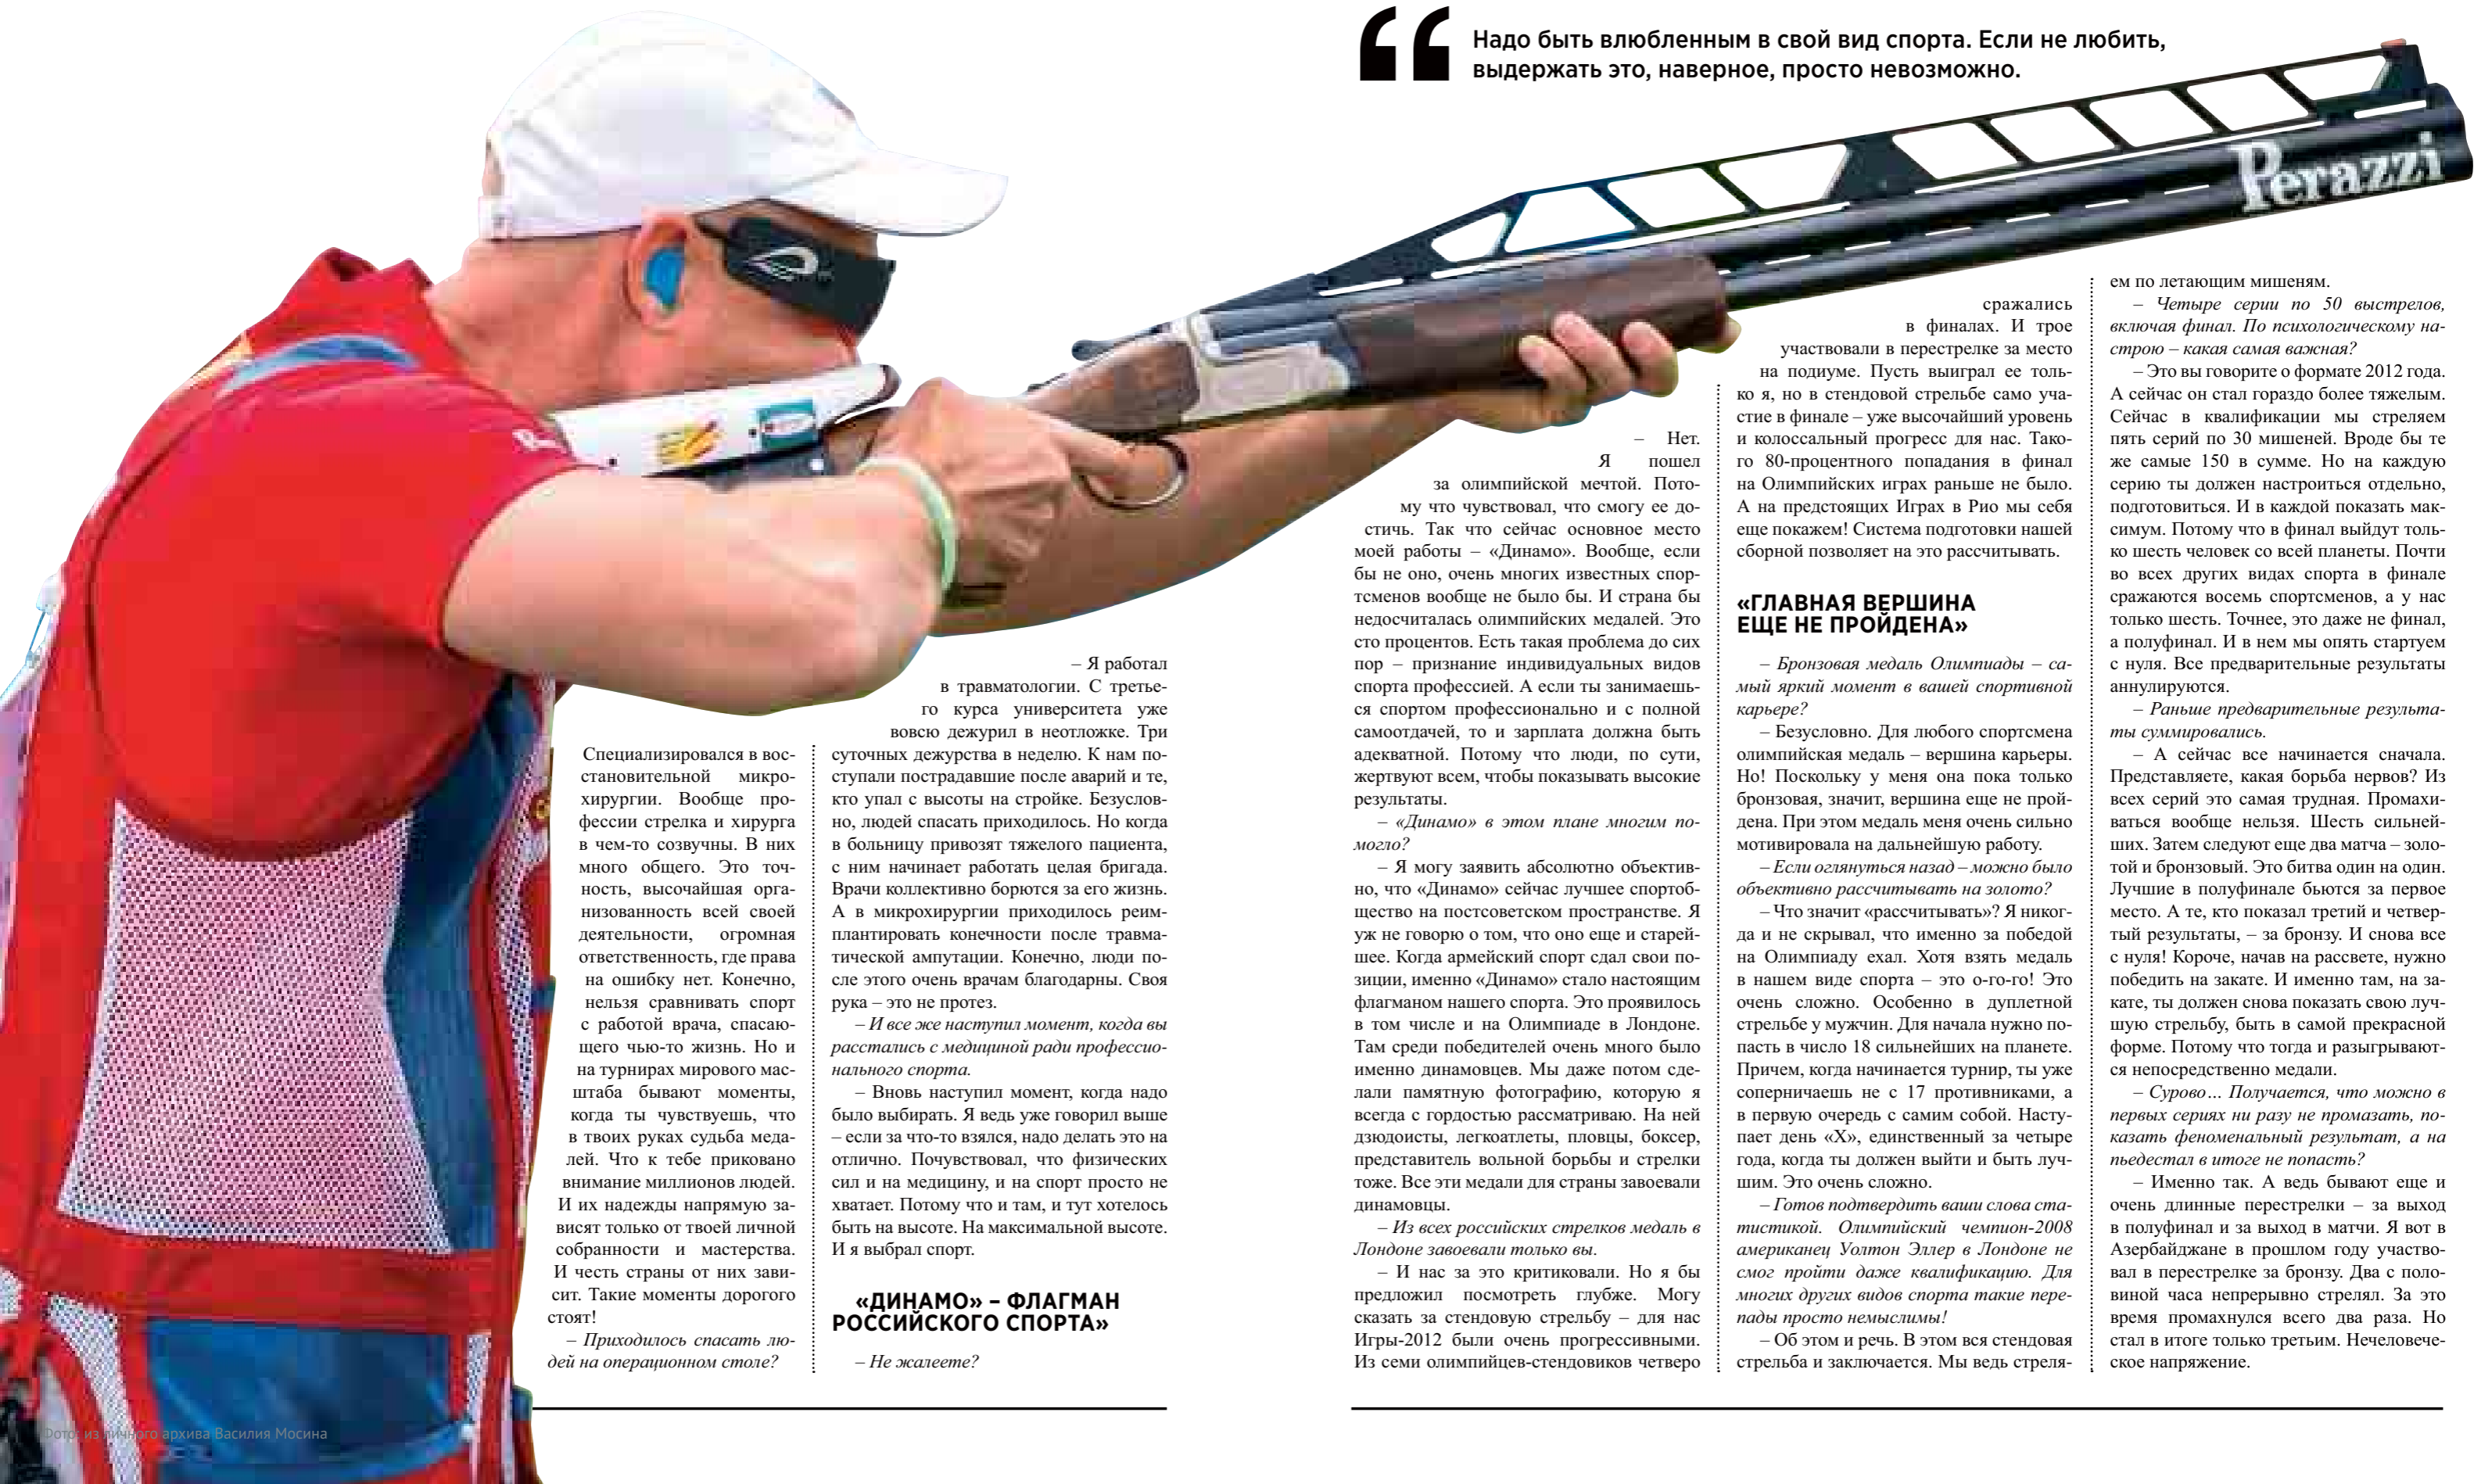 Надо быть влюбленным в свой вид спорта. Если не любить,
выдержать это, наверное, просто невозможно.
Perazzi
Специализировался в вос-
становительной микро-
хирургии. Вообще про-
фессии стрелка и хирурга
в чем-то созвучны. В них
много общего. Это точ-
ность, высочайшая орга-
низованность всей своей
деятельности, огромная
ответственность, где права
на ошибку нет. Конечно,
нельзя сравнивать спорт
с работой врача, спасаю-
щего чью-то жизнь. Но и
на турнирах мирового мас-
штаба бывают моменты,
когда ты чувствуешь, что
в твоих руках судьба меда-
лей. Что к тебе приковано
внимание миллионов людей.
И их надежды напрямую за-
висят только от твоей личной
собранности и мастерства.
И честь страны от них зави-
сит. Такие моменты дорогого
стоят!
– Приходилось спасать лю-
дей на операционном столе?
– Я работал
в травматологии. С третье-
го курса университета уже
вовсю дежурил в неотложке. Три
суточных дежурства в неделю. К нам по-
ступали пострадавшие после аварий и те,
кто упал с высоты на стройке. Безуслов-
но, людей спасать приходилось. Но когда
в больницу привозят тяжелого пациента,
с ним начинает работать целая бригада.
Врачи коллективно борются за его жизнь.
А в микрохирургии приходилось реим-
плантировать конечности после травма-
тической ампутации. Конечно, люди по-
сле этого очень врачам благодарны. Своя
рука – это не протез.
– И все же наступил момент, когда вы
расстались с медициной ради профессио-
нального спорта.
– Вновь наступил момент, когда надо
было выбирать. Я ведь уже говорил выше
– если за что-то взялся, надо делать это на
отлично. Почувствовал, что физических
сил и на медицину, и на спорт просто не
хватает. Потому что и там, и тут хотелось
быть на высоте. На максимальной высоте.
И я выбрал спорт.
«ДИНАМО» – ФЛАГМАН
РОССИЙСКОГО СПОРТА»
– Не жалеете?
– Нет.
Я пошел
за олимпийской мечтой. Пото-
му что чувствовал, что смогу ее до-
стичь. Так что сейчас основное место
моей работы – «Динамо». Вообще, если
бы не оно, очень многих известных спор-
тсменов вообще не было бы. И страна бы
недосчиталась олимпийских медалей. Это
сто процентов. Есть такая проблема до сих
пор – признание индивидуальных видов
спорта профессией. А если ты занимаешь-
ся спортом профессионально и с полной
самоотдачей, то и зарплата должна быть
адекватной. Потому что люди, по сути,
жертвуют всем, чтобы показывать высокие
результаты.
– «Динамо» в этом плане многим по-
могло?
– Я могу заявить абсолютно объектив-
но, что «Динамо» сейчас лучшее спортоб-
щество на постсоветском пространстве. Я
уж не говорю о том, что оно еще и старей-
шее. Когда армейский спорт сдал свои по-
зиции, именно «Динамо» стало настоящим
флагманом нашего спорта. Это проявилось
в том числе и на Олимпиаде в Лондоне.
Там среди победителей очень много было
именно динамовцев. Мы даже потом сде-
лали памятную фотографию, которую я
всегда с гордостью рассматриваю. На ней
дзюдоисты, легкоатлеты, пловцы, боксер,
представитель вольной борьбы и стрелки
тоже. Все эти медали для страны завоевали
динамовцы.
– Из всех российских стрелков медаль в
Лондоне завоевали только вы.
– И нас за это критиковали. Но я бы
предложил посмотреть глубже. Могу
сказать за стендовую стрельбу – для нас
Игры-2012 были очень прогрессивными.
Из семи олимпийцев-стендовиков четверо
сражались
в финалах. И трое
участвовали в перестрелке за место
на подиуме. Пусть выиграл ее толь-
ко я, но в стендовой стрельбе само уча-
стие в финале – уже высочайший уровень
и колоссальный прогресс для нас. Тако-
го 80-процентного попадания в финал
на Олимпийских играх раньше не было.
А на предстоящих Играх в Рио мы себя
еще покажем! Система подготовки нашей
сборной позволяет на это рассчитывать.
«ГЛАВНАЯ ВЕРШИНА
ЕЩЕ НЕ ПРОЙДЕНА»
– Бронзовая медаль Олимпиады – са-
мый яркий момент в вашей спортивной
карьере?
– Безусловно. Для любого спортсмена
олимпийская медаль – вершина карьеры.
Но! Поскольку у меня она пока только
бронзовая, значит, вершина еще не прой-
дена. При этом медаль меня очень сильно
мотивировала на дальнейшую работу.
– Если оглянуться назад – можно было
объективно рассчитывать на золото?
– Что значит «рассчитывать»? Я никог-
да и не скрывал, что именно за победой
на Олимпиаду ехал. Хотя взять медаль
в нашем виде спорта – это о-го-го! Это
очень сложно. Особенно в дуплетной
стрельбе у мужчин. Для начала нужно по-
пасть в число 18 сильнейших на планете.
Причем, когда начинается турнир, ты уже
соперничаешь не с 17 противниками, а
в первую очередь с самим собой. Насту-
пает день «Х», единственный за четыре
года, когда ты должен выйти и быть луч-
шим. Это очень сложно.
– Готов подтвердить ваши слова ста-
тистикой. Олимпийский чемпион-2008
американец Уолтон Эллер в Лондоне не
смог пройти даже квалификацию. Для
многих других видов спорта такие пере-
пады просто немыслимы!
– Об этом и речь. В этом вся стендовая
стрельба и заключается. Мы ведь стреля-
ем по летающим мишеням.
– Четыре серии по 50 выстрелов,
включая финал. По психологическому на-
строю – какая самая важная?
– Это вы говорите о формате 2012 года.
А сейчас он стал гораздо более тяжелым.
Сейчас в квалификации мы стреляем
пять серий по 30 мишеней. Вроде бы те
же самые 150 в сумме. Но на каждую
серию ты должен настроиться отдельно,
подготовиться. И в каждой показать мак-
симум. Потому что в финал выйдут толь-
ко шесть человек со всей планеты. Почти
во всех других видах спорта в финале
сражаются восемь спортсменов, а у нас
только шесть. Точнее, это даже не финал,
а полуфинал. И в нем мы опять стартуем
с нуля. Все предварительные результаты
аннулируются.
– Раньше предварительные результа-
ты суммировались.
– А сейчас все начинается сначала.
Представляете, какая борьба нервов? Из
всех серий это самая трудная. Промахи-
ваться вообще нельзя. Шесть сильней-
ших. Затем следуют еще два матча – золо-
той и бронзовый. Это битва один на один.
Лучшие в полуфинале бьются за первое
место. А те, кто показал третий и четвер-
тый результаты, – за бронзу. И снова все
с нуля! Короче, начав на рассвете, нужно
победить на закате. И именно там, на за-
кате, ты должен снова показать свою луч-
шую стрельбу, быть в самой прекрасной
форме. Потому что тогда и разыгрывают-
ся непосредственно медали.
– Сурово... Получается, что можно в
первых сериях ни разу не промазать, по-
казать феноменальный результат, а на
пьедестал в итоге не попасть?
– Именно так. А ведь бывают еще и
очень длинные перестрелки – за выход
в полуфинал и за выход в матчи. Я вот в
Азербайджане в прошлом году участво-
вал в перестрелке за бронзу. Два с поло-
виной часа непрерывно стрелял. За это
время промахнулся всего два раза. Но
стал в итоге только третьим. Нечеловече-
ское напряжение.
Фото: из личного архива Василия Мосина